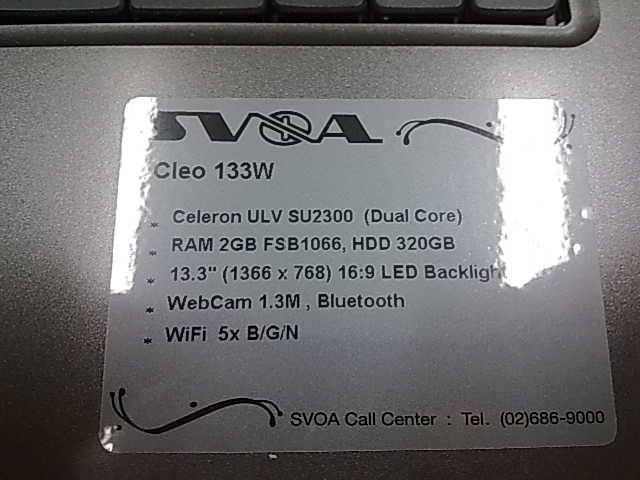 SVOA
Cleo 133W
* Celeron ULV SU2300 (Dual Core)
* RAM 2GB FSB1066, HDD 320GB
* 13.3" (1366 x 768) 16:9 LED Backligh
* WebCam 1.3M , Bluetooth
* WiFi 5x B/G/N
SVOA Call Center : Tel. (02)686-9000